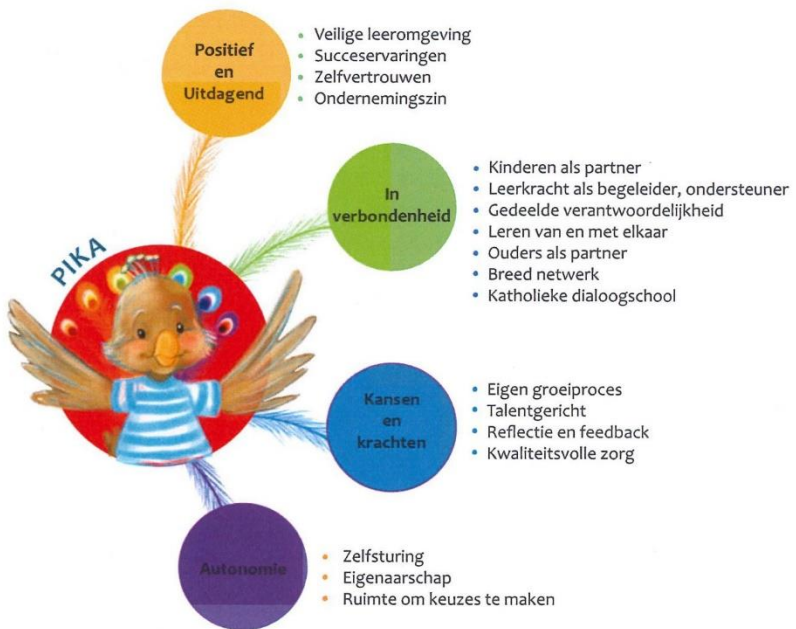 Positief
en
Uitdagend
• Veilige leeromgeving
• Succeservaringen
• Zelfvertrouwen
• Ondernemingszin
In
verbondenheid
• Kinderen als partner
• Leerkracht als begeleider, ondersteuner
• Gedeelde verantwoordelijkheid
• Leren van en met elkaar
• Ouders als partner
• Breed netwerk
• Katholieke dialoogschool
PIKA
Kansen
en
krachten
• Eigen groeiproces
• Talentgericht
• Reflectie en feedback
• Kwaliteitsvolle zorg
Autonomie
• Zelfsturing
• Eigenaarschap
• Ruimte om keuzes te maken